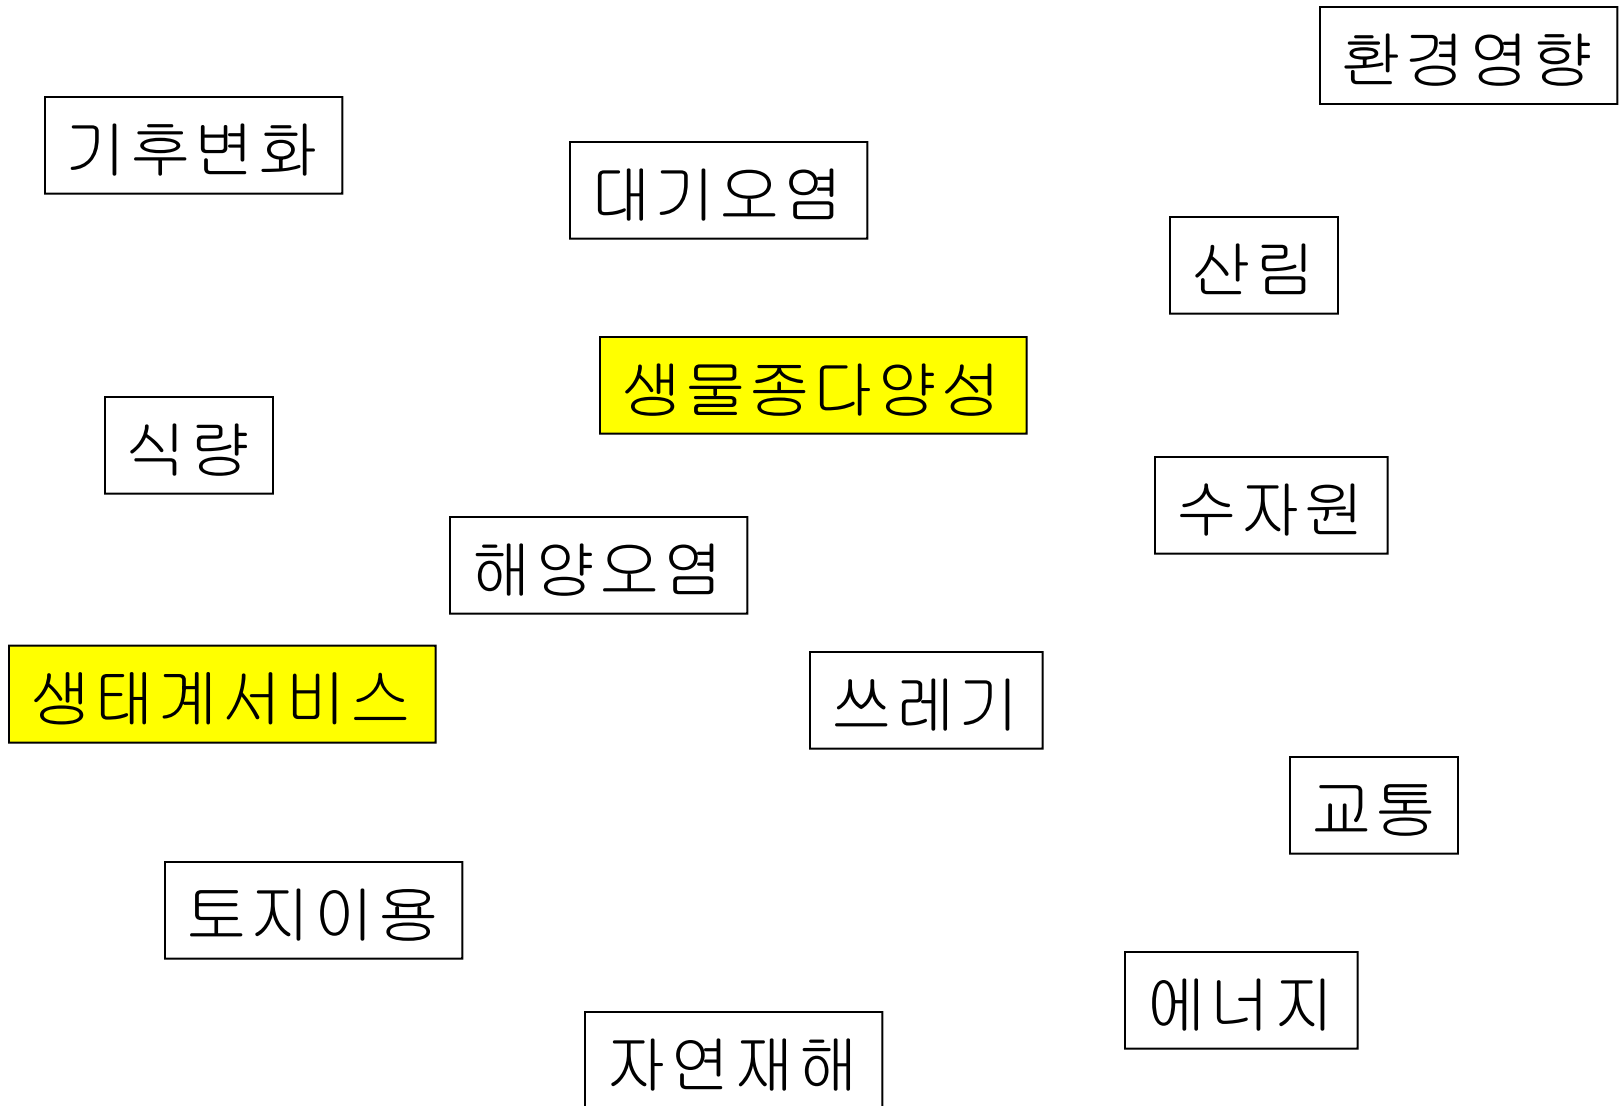 환경영향
기후변화
대기오염
산림
생물종다양성
식량
수자원
해양오염
생태계서비스
쓰레기
교통
토지이용
에너지
자연재해